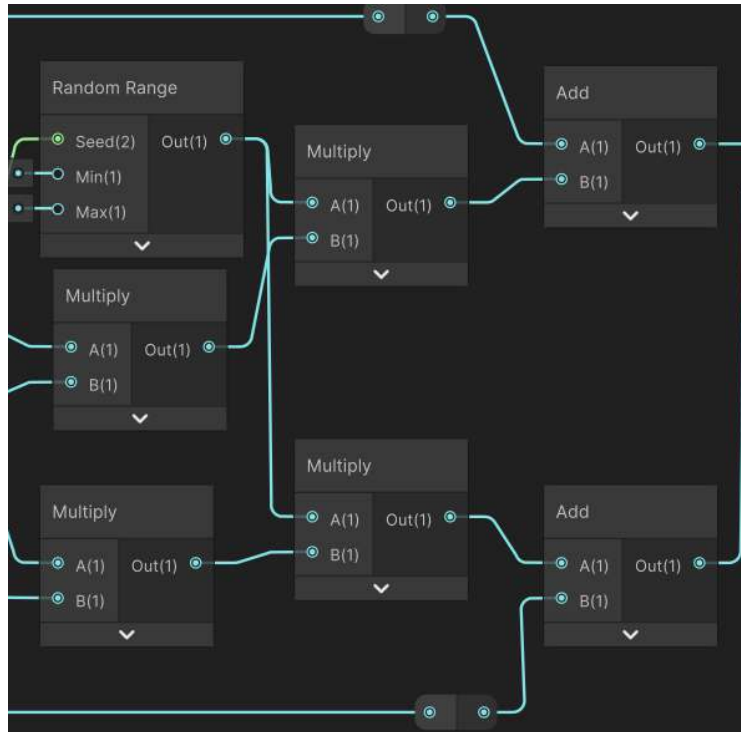 Random Range
Seed(2) Out(1)
Min(1)
Max(1)
Multiply
A(1) Out(1)
B(1)
Add
A(1) Out(1)
B(1)
Multiply
A(1) Out(1)
B(1)
Multiply
A(1) Out(1)
B(1)
Multiply
A(1) Out(1)
B(1)
Add
A(1) Out(1)
B(1)